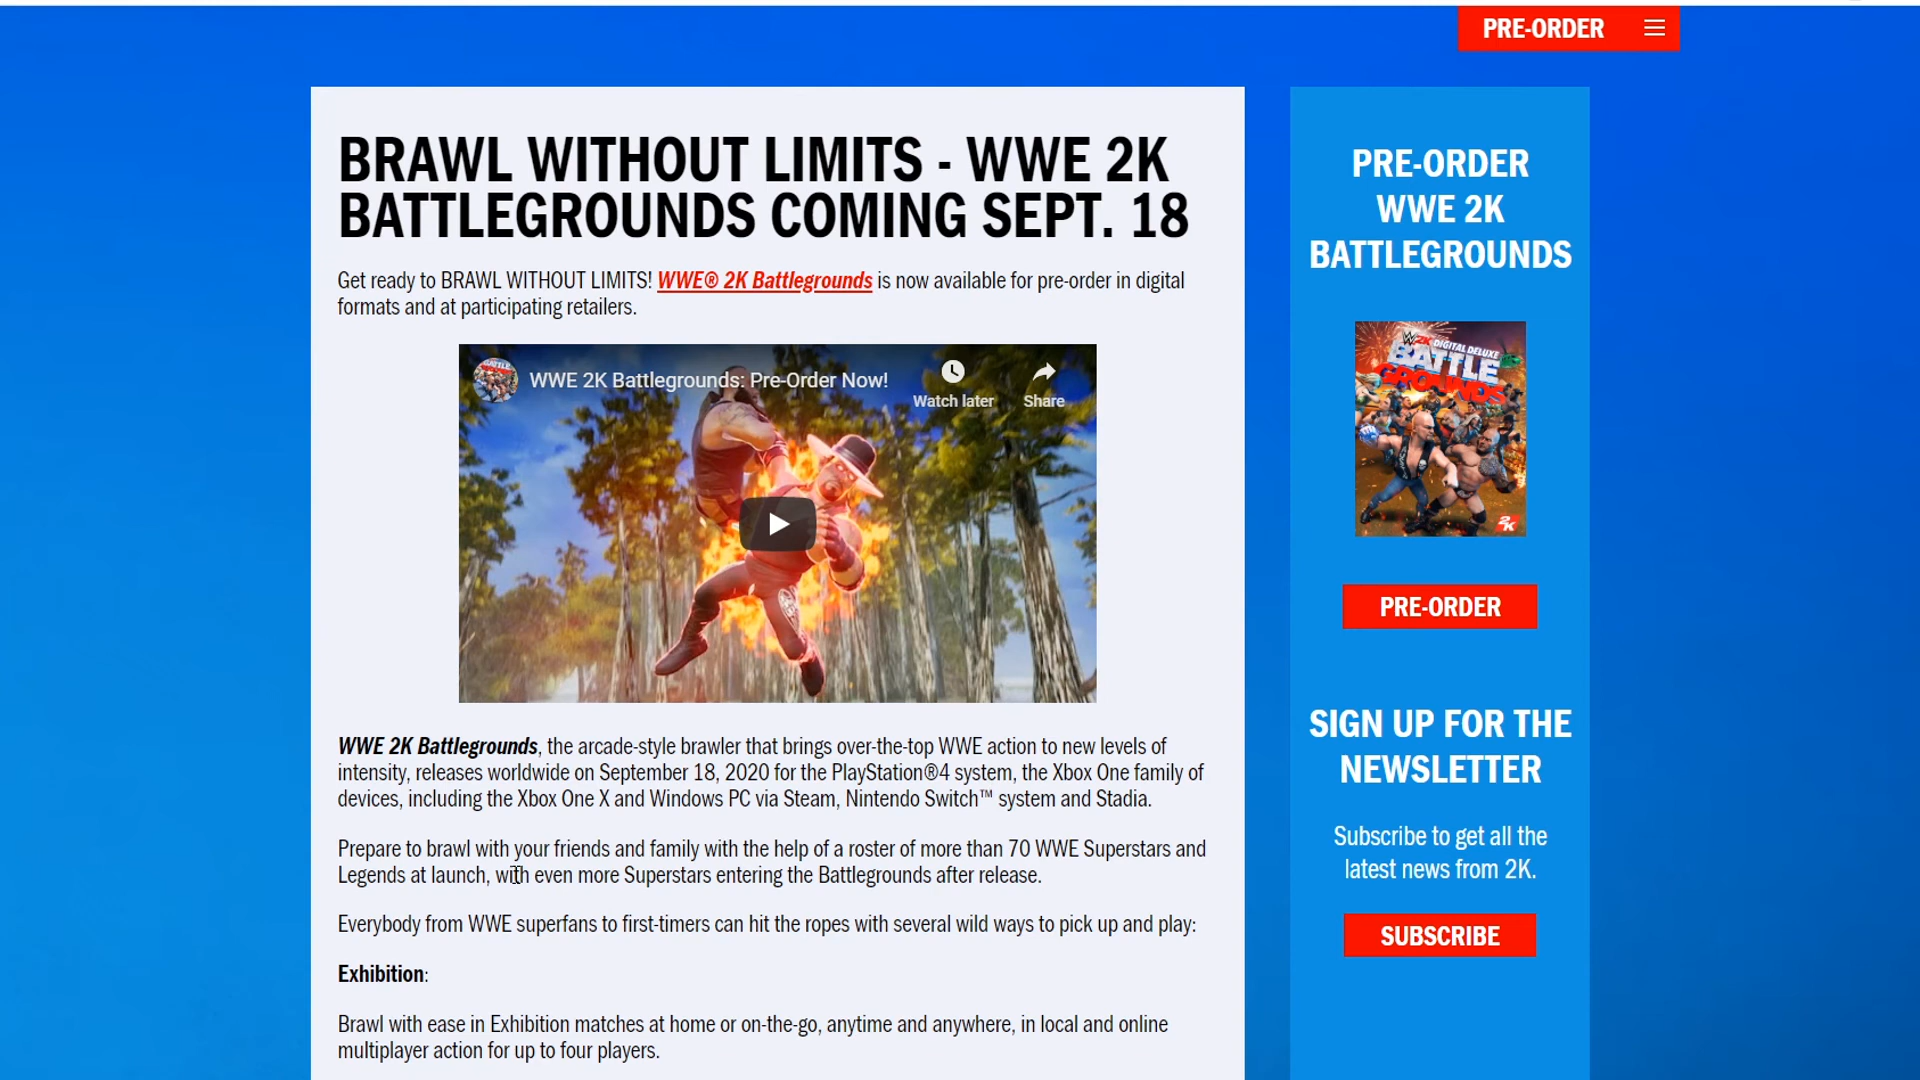 PRE-ORDER
BRAWL WITHOUT LIMITS - WWE 2K
BATTLEGROUNDS COMING SEPT. 18
Get ready to BRAWL WITHOUT LIMITS! WWE® 2K Battlegrounds is now available for pre-order in digital
formats and at participating retailers.
WWE 2K Battlegrounds: Pre-Order Now!
Watch later
Share
WWE 2K Battlegrounds, the arcade-style brawler that brings over-the-top WWE action to new levels of
intensity, releases worldwide on September 18, 2020 for the PlayStation®4 system, the Xbox One family of
devices, including the Xbox One X and Windows PC via Steam, Nintendo Switch™ system and Stadia.
Prepare to brawl with your friends and family with the help of a roster of more than 70 WWE Superstars and
Legends at launch, with even more Superstars entering the Battlegrounds after release.
Everybody from WWE superfans to first-timers can hit the ropes with several wild ways to pick up and play:
Exhibition:
Brawl with ease in Exhibition matches at home or on-the-go, anytime and anywhere, in local and online
multiplayer action for up to four players.
PRE-ORDER
WWE 2K
BATTLEGROUNDS
2K DIGITAL DELUXE
BATTLE
GROUNDS
2K
PRE-ORDER
SIGN UP FOR THE
NEWSLETTER
Subscribe to get all the
latest news from 2K.
SUBSCRIBE